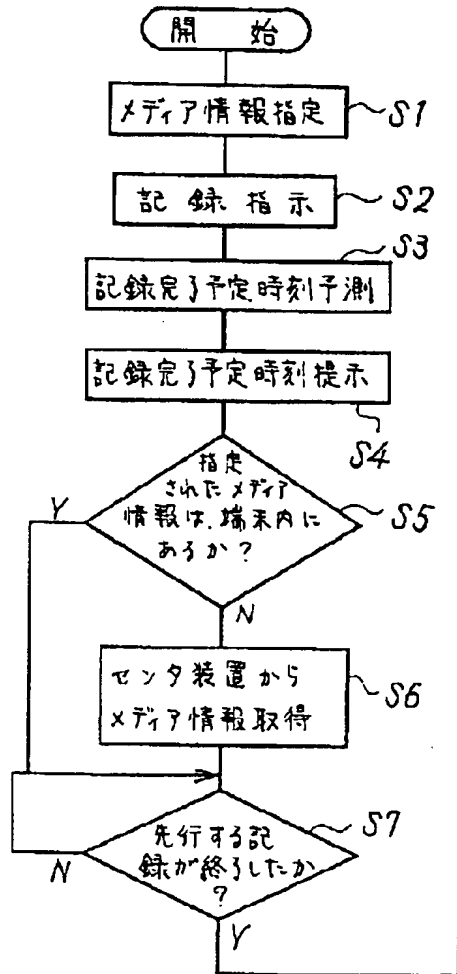 開 始
メディア情報指定
S1
記録指示
S2
S3
記録完了予定時刻予測
記録完了予定時刻提示
S4
指定
されたメディア
情報は、端末内に
あるか?
S5
Y
N
センタ装置から
メディア情報取得
S6
先行する記
録が終了したか
?
S7
N
Y